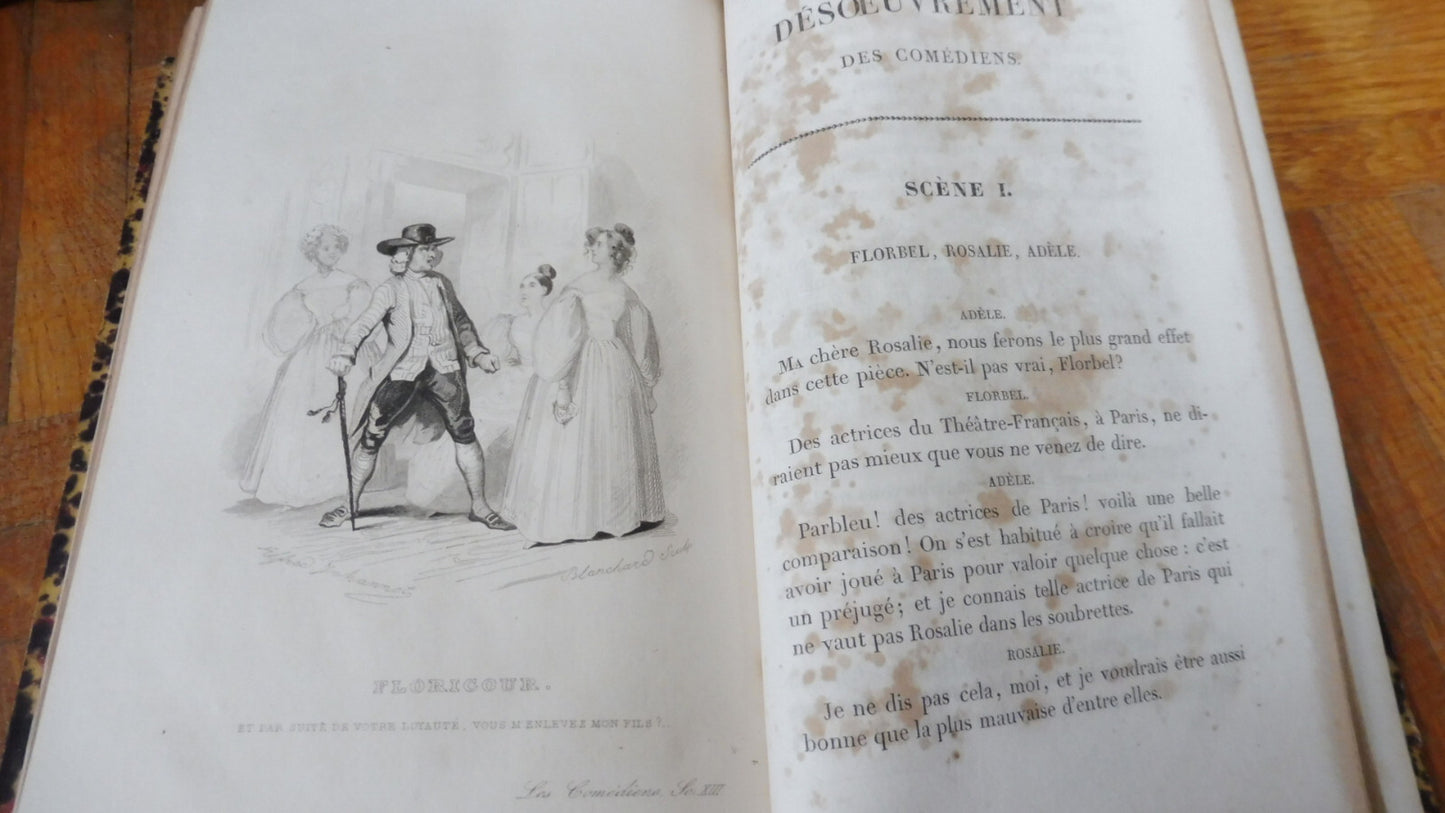 Alfred Johannot
Blanchard Sculp
FLORICOUR.
ET PAR SUITE DE VOTRE LOYAUTÉ, VOUS M'ENLEVEZ MON FILS?..
Les Comédiens, Sc. XIII
DÉSOEUVREMENT
DES COMÉDIENS.
SCÈNE I.
FLORBEL, ROSALIE, ADÈLE.
ADÈLE.
MA chère Rosalie, nous ferons le plus grand effet
dans cette pièce. N'est-il pas vrai, Florbel?
FLORBEL.
Des actrices du Théâtre-Français, à Paris, ne di-
raient pas mieux que vous ne venez de dire.
ADÈLE.
Parbleu! des actrices de Paris! voilà une belle
comparaison! On s'est habitué à croire qu'il fallait
avoir joué à Paris pour valoir quelque chose: c'est
un préjugé; et je connais telle actrice de Paris qui
ne vaut pas Rosalie dans les soubrettes.
ROSALIE.
Je ne dis pas cela, moi, et je voudrais être aussi
bonne que la plus mauvaise d'entre elles.